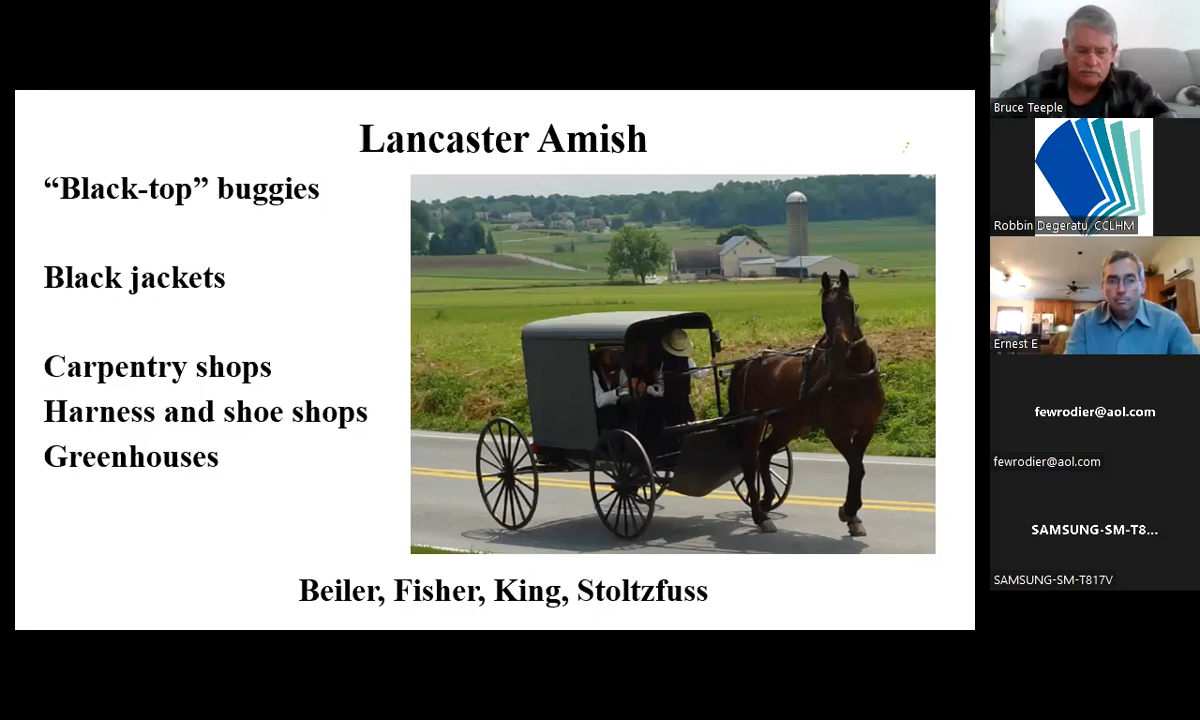 Lancaster Amish
“Black-top” buggies
Black jackets
Carpentry shops
Harness and shoe shops
Greenhouses
Beiler, Fisher, King, Stoltzfuss
Bruce Teeple
Robbin Degeratu, CCLHM
Ernest E
fewrodier@aol.com
fewrodier@aol.com
SAMSUNG-SM-T8...
SAMSUNG-SM-T817V